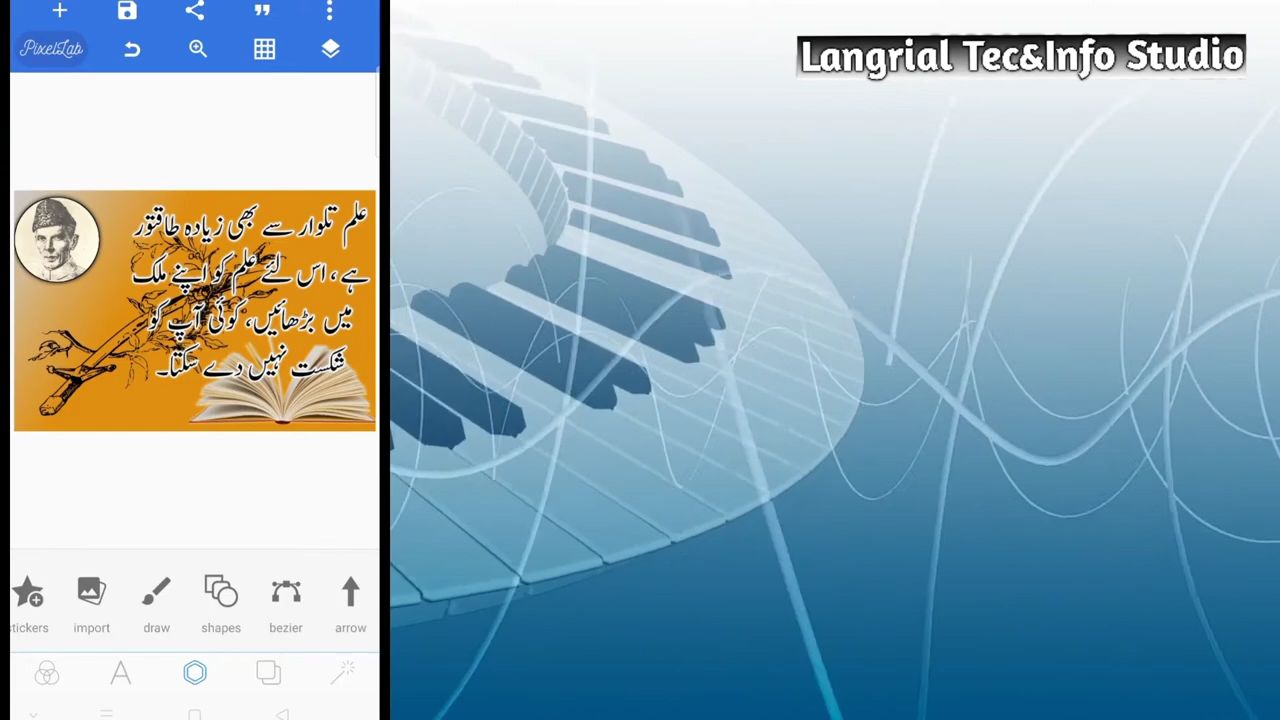 PixelLab
Langrial Tec&Info Studio
علم تلوار سے بھی زیادہ طاقتور
ہے، اس لئے علم کو اپنے ملک
میں بڑھائیں، کوئی آپ کو
شکست نہیں دے سکتا۔
stickers import draw shapes bezier arrow